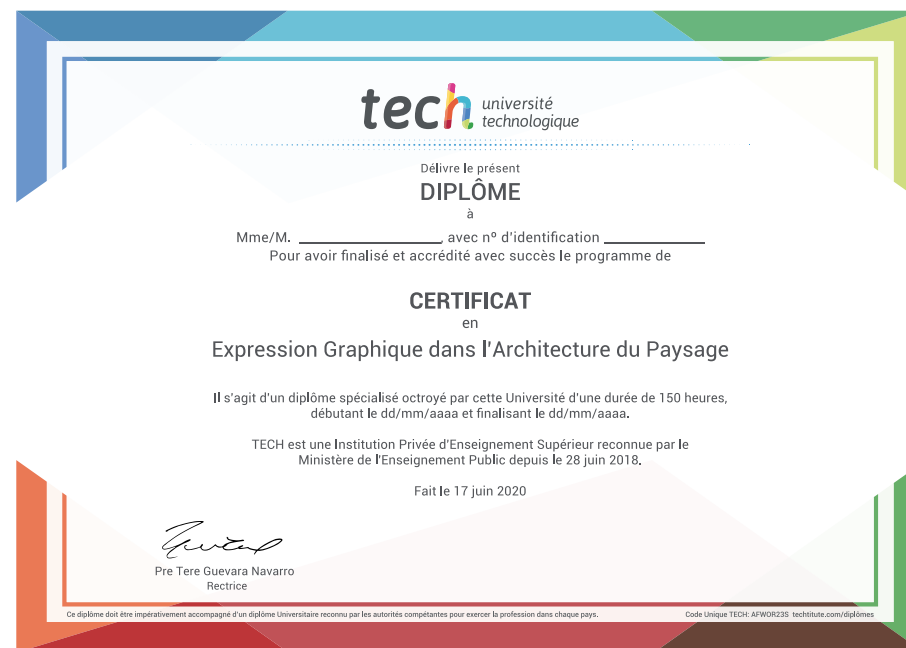 tech université
technologique
Délivre le présent
DIPLÔME
à
Mme/M. ____________________, avec nº d'identification ______________
Pour avoir finalisé et accrédité avec succès le programme de
CERTIFICAT
en
Expression Graphique dans l'Architecture du Paysage
Il s'agit d'un diplôme spécialisé octroyé par cette Université d'une durée de 150 heures,
débutant le dd/mm/aaaa et finalisant le dd/mm/aaaa.
TECH est une Institution Privée d'Enseignement Supérieur reconnue par le
Ministère de l'Enseignement Public depuis le 28 juin 2018.
Fait le 17 juin 2020
Pre Tere Guevara Navarro
Rectrice
Ce diplôme doit être impérativement accompagné d'un diplôme Universitaire reconnu par les autorités compétentes pour exercer la profession dans chaque pays.
Code Unique TECH: AFWOR23S techtitute.com/diplômes